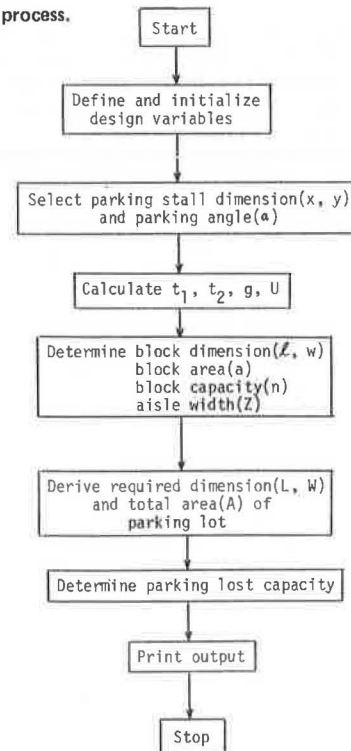 process.
Start
Define and initialize
design variables
Select parking stall dimension(x, y)
and parking angle(α)
Calculate t₁, t₂, g, U
Determine block dimension(ℓ, w)
block area(a)
block capacity(n)
aisle width(Z)
Derive required dimension(L, W)
and total area(A) of
parking lot
Determine parking lost capacity
Print output
Stop